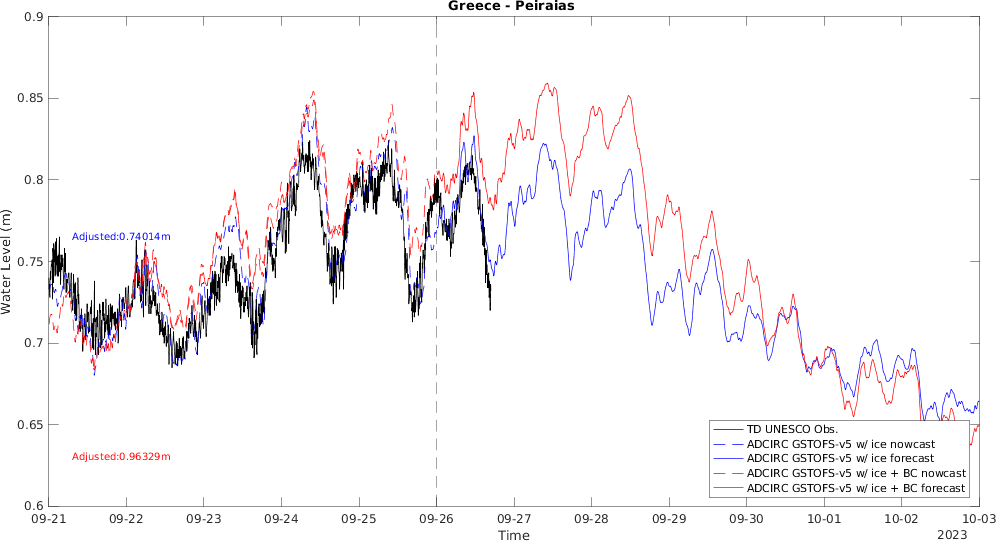 Greece - Peiraias
0.9
0.85
0.8
0.75
0.7
0.65
0.6
Water Level (m)
Adjusted:0.74014m
Adjusted:0.96329m
TD UNESCO Obs.
ADCIRC GSTOFS-v5 w/ ice nowcast
ADCIRC GSTOFS-v5 w/ ice forecast
ADCIRC GSTOFS-v5 w/ ice + BC nowcast
ADCIRC GSTOFS-v5 w/ ice + BC forecast
09-21 09-22 09-23 09-24 09-25 09-26 09-27 09-28 09-29 09-30 10-01 10-02 10-03
Time
2023